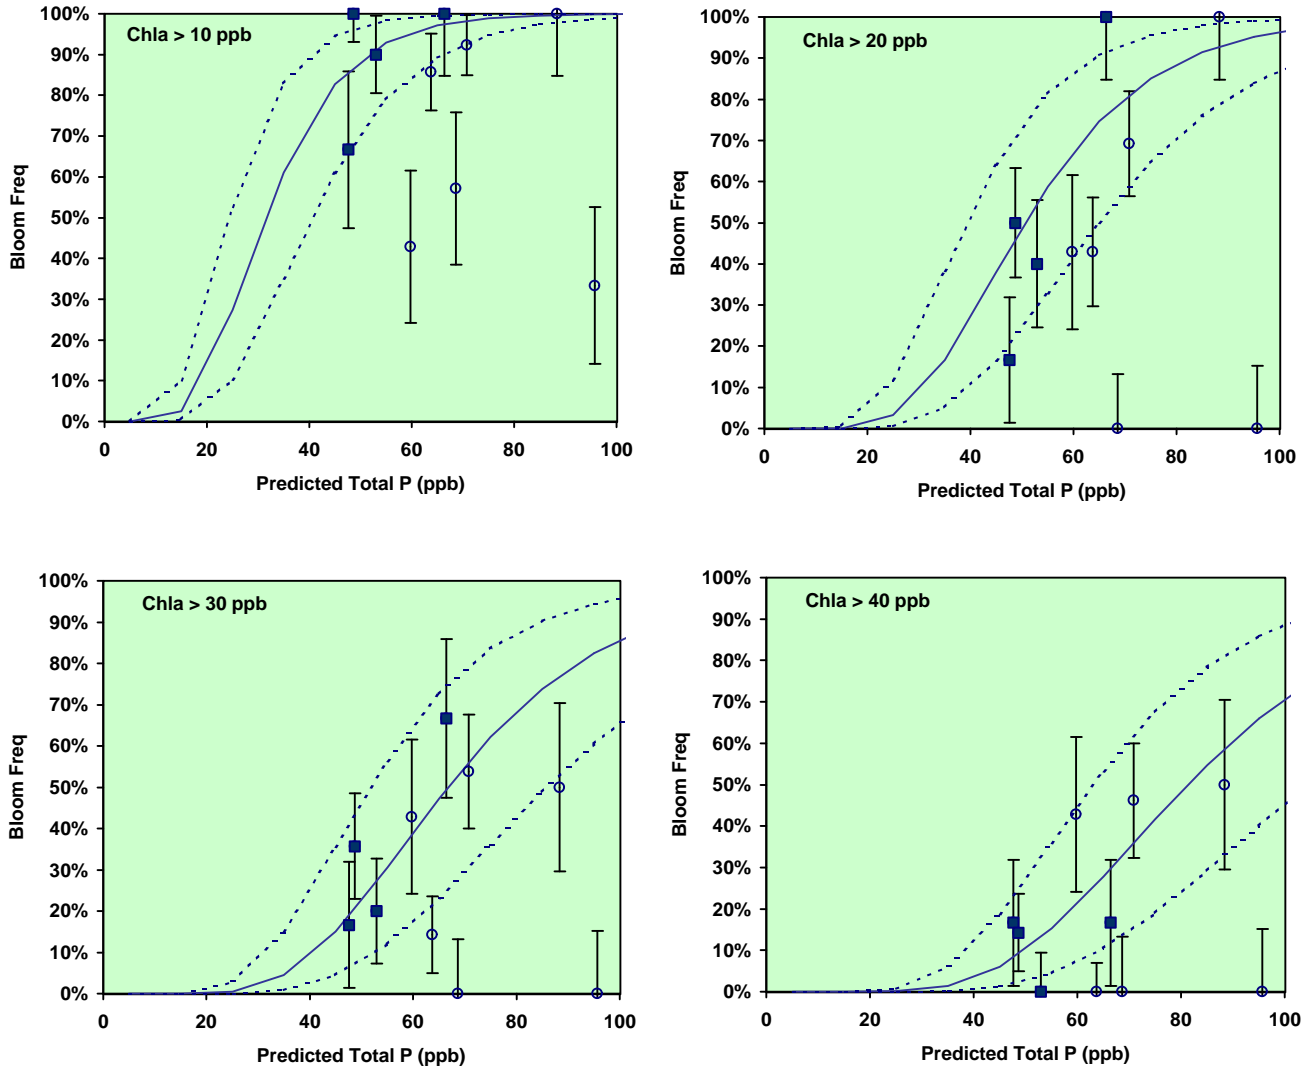 Chla > 10 ppb
100%
90%
80%
70%
60%
50%
40%
30%
20%
10%
0%
Bloom Freq
0 20 40 60 80 100
Predicted Total P (ppb)
Chla > 20 ppb
100%
90%
80%
70%
60%
50%
40%
30%
20%
10%
0%
Bloom Freq
0 20 40 60 80 100
Predicted Total P (ppb)
Chla > 30 ppb
100%
90%
80%
70%
60%
50%
40%
30%
20%
10%
0%
Bloom Freq
0 20 40 60 80 100
Predicted Total P (ppb)
Chla > 40 ppb
100%
90%
80%
70%
60%
50%
40%
30%
20%
10%
0%
Bloom Freq
0 20 40 60 80 100
Predicted Total P (ppb)